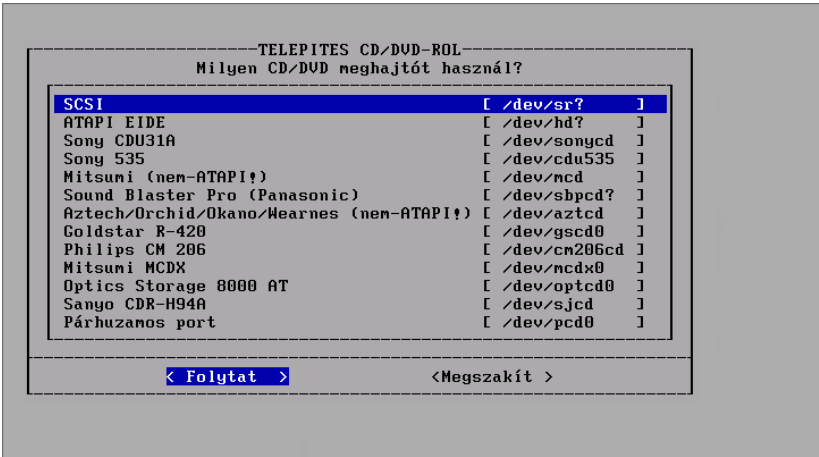 TELEPITES CD/DVD-ROL
Milyen CD/DVD meghajtót használ?
SCSI [ /dev/sr? ]
ATAPI EIDE [ /dev/hd? ]
Sony CDU31A [ /dev/sonycd ]
Sony 535 [ /dev/cdu535 ]
Mitsumi (nem-ATAPI!) [ /dev/mcd ]
Sound Blaster Pro (Panasonic) [ /dev/sbpcd? ]
Aztech/Orchid/Okano/Wearnes (nem-ATAPI!) [ /dev/aztcd ]
Goldstar R-420 [ /dev/gscd0 ]
Philips CM 206 [ /dev/cm206cd ]
Mitsumi MCDX [ /dev/mcdx0 ]
Optics Storage 8000 AT [ /dev/optcd0 ]
Sanyo CDR-H94A [ /dev/sjcd ]
Párhuzamos port [ /dev/pcd0 ]
< Folytat > <Megszakít >